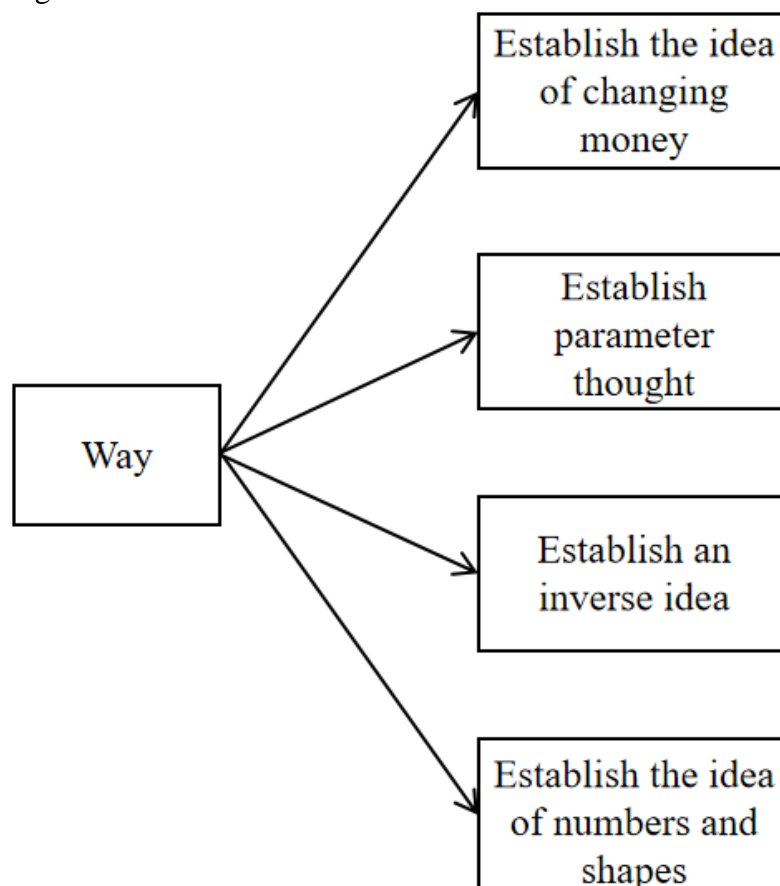 Establish the idea
of changing
money
Establish
parameter
thought
Way
Establish an
inverse idea
Establish the idea
of numbers and
shapes